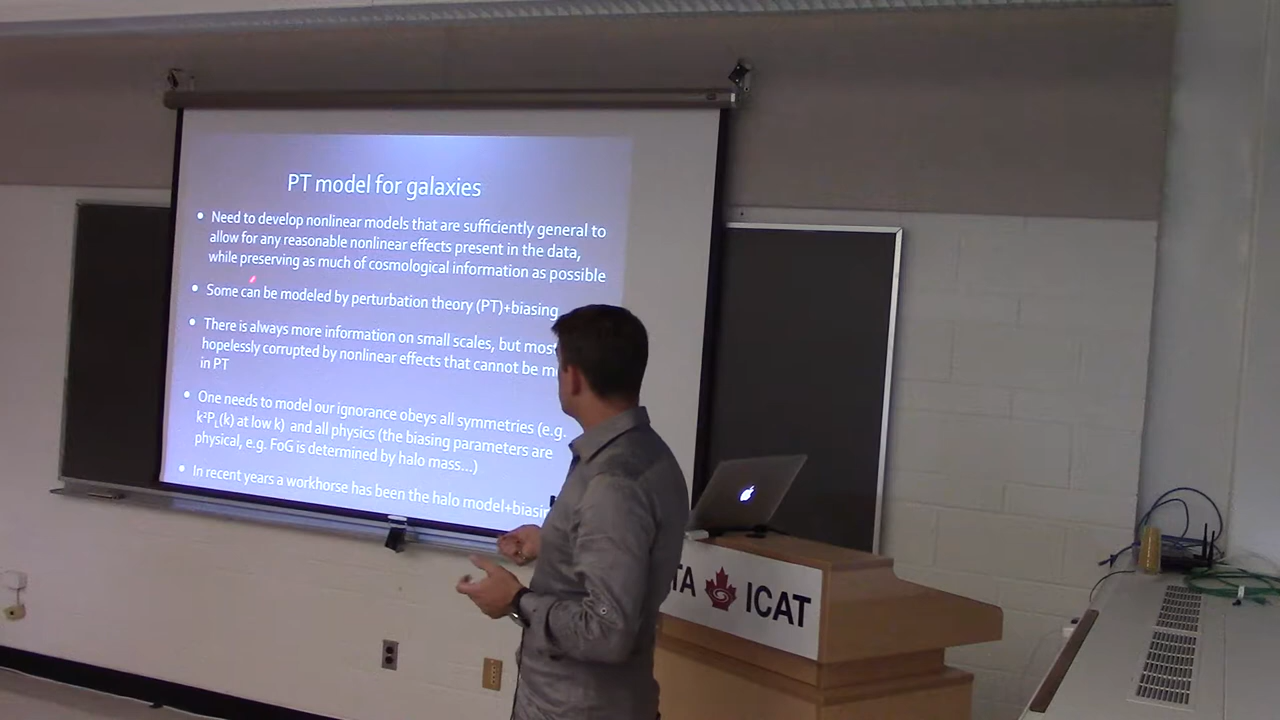 PT model for galaxies
• Need to develop nonlinear models that are sufficiently general to
allow for any reasonable nonlinear effects present in the data,
while preserving as much of cosmological information as possible
• Some can be modeled by perturbation theory (PT)+biasing
• There is always more information on small scales, but most
hopelessly corrupted by nonlinear effects that cannot be
in PT
• One needs to model our ignorance obeys all symmetries (e.g.
k²P_L(k) at low k) and all physics (the biasing parameters are
physical, e.g. FoG is determined by halo mass...)
• In recent years a workhorse has been the halo model+biasin
TA ICAT